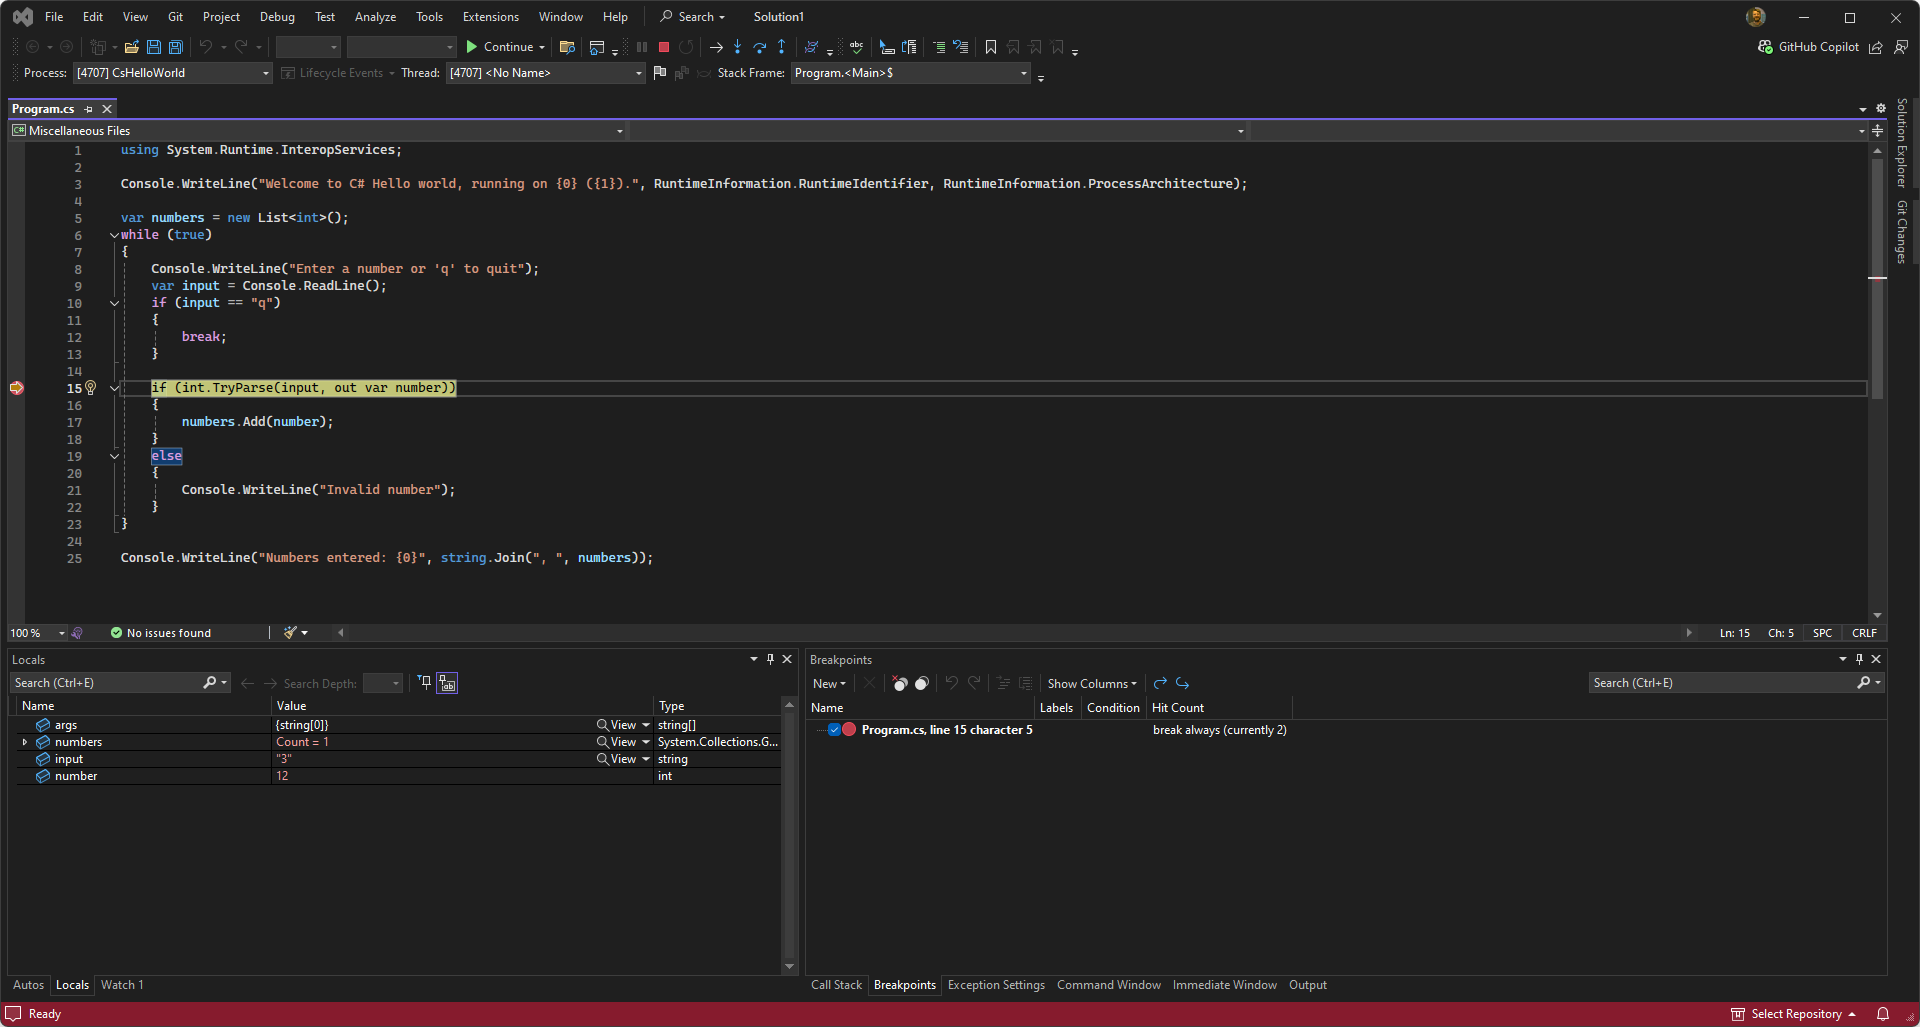 File Edit View Git Project Debug Test Analyze Tools Extensions Window Help Search Solution1
Continue GitHub Copilot
Process: [4707] CsHelloWorld Lifecycle Events Thread: [4707] <No Name> Stack Frame: Program.<Main>$
Program.cs
C# Miscellaneous Files
Solution Explorer
Git Changes
1 using System.Runtime.InteropServices;
2
3 Console.WriteLine("Welcome to C# Hello world, running on {0} ({1}).", RuntimeInformation.RuntimeIdentifier, RuntimeInformation.ProcessArchitecture);
4
5 var numbers = new List<int>();
6 while (true)
7 {
8 Console.WriteLine("Enter a number or 'q' to quit");
9 var input = Console.ReadLine();
10 if (input == "q")
11 {
12 break;
13 }
14
15 if (int.TryParse(input, out var number))
16 {
17 numbers.Add(number);
18 }
19 else
20 {
21 Console.WriteLine("Invalid number");
22 }
23 }
24
25 Console.WriteLine("Numbers entered: {0}", string.Join(", ", numbers));
100 % No issues found Ln: 15 Ch: 5 SPC CRLF
Locals
Search (Ctrl+E) Search Depth:
Name Value Type
args {string[0]} View string[]
numbers Count = 1 View System.Collections.G...
input "3" View string
number 12 int
Autos Locals Watch 1
Breakpoints
New Show Columns Search (Ctrl+E)
Name Labels Condition Hit Count
Program.cs, line 15 character 5 break always (currently 2)
Call Stack Breakpoints Exception Settings Command Window Immediate Window Output
Ready Select Repository